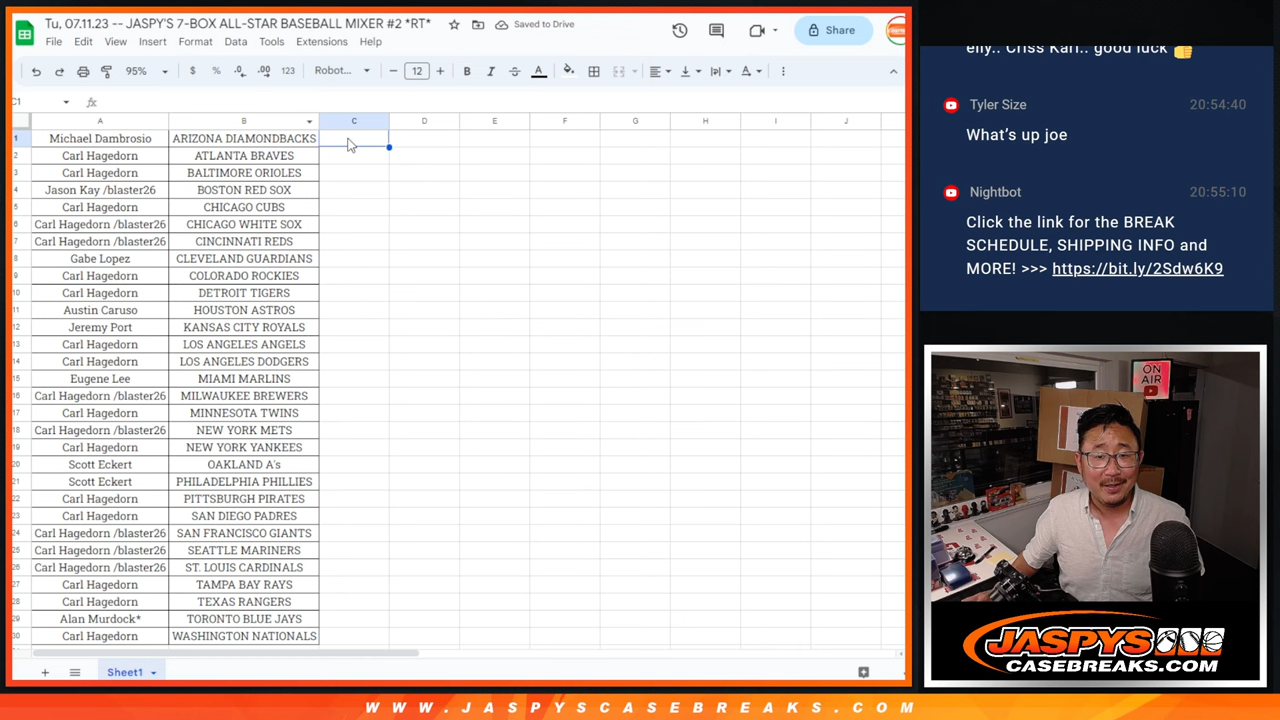 Tu, 07.11.23 -- JASPY'S 7-BOX ALL-STAR BASEBALL MIXER #2 *RT*
Saved to Drive
Share
File Edit View Insert Format Data Tools Extensions Help
95% $ % .0 .00 123 Robot... 12 B I S A
C1 fx
A B C D E F G H I J
1 Michael Dambrosio ARIZONA DIAMONDBACKS
2 Carl Hagedorn ATLANTA BRAVES
3 Carl Hagedorn BALTIMORE ORIOLES
4 Jason Kay /blaster26 BOSTON RED SOX
5 Carl Hagedorn CHICAGO CUBS
6 Carl Hagedorn /blaster26 CHICAGO WHITE SOX
7 Carl Hagedorn /blaster26 CINCINNATI REDS
8 Gabe Lopez CLEVELAND GUARDIANS
9 Carl Hagedorn COLORADO ROCKIES
10 Carl Hagedorn DETROIT TIGERS
11 Austin Caruso HOUSTON ASTROS
12 Jeremy Port KANSAS CITY ROYALS
13 Carl Hagedorn LOS ANGELES ANGELS
14 Carl Hagedorn LOS ANGELES DODGERS
15 Eugene Lee MIAMI MARLINS
16 Carl Hagedorn /blaster26 MILWAUKEE BREWERS
17 Carl Hagedorn MINNESOTA TWINS
18 Carl Hagedorn /blaster26 NEW YORK METS
19 Carl Hagedorn NEW YORK YANKEES
20 Scott Eckert OAKLAND A's
21 Scott Eckert PHILADELPHIA PHILLIES
22 Carl Hagedorn PITTSBURGH PIRATES
23 Carl Hagedorn SAN DIEGO PADRES
24 Carl Hagedorn /blaster26 SAN FRANCISCO GIANTS
25 Carl Hagedorn /blaster26 SEATTLE MARINERS
26 Carl Hagedorn /blaster26 ST. LOUIS CARDINALS
27 Carl Hagedorn TAMPA BAY RAYS
28 Carl Hagedorn TEXAS RANGERS
29 Alan Murdock* TORONTO BLUE JAYS
30 Carl Hagedorn WASHINGTON NATIONALS
Sheet1
elly.. Criss Karl.. good luck 👍
Tyler Size 20:54:40
What's up joe
Nightbot 20:55:10
Click the link for the BREAK
SCHEDULE, SHIPPING INFO and
MORE! >>> https://bit.ly/2Sdw6K9
ON
AIR
JASPYS
CASEBREAKS.COM
WWW.JASPYSCASEBREAKS.COM